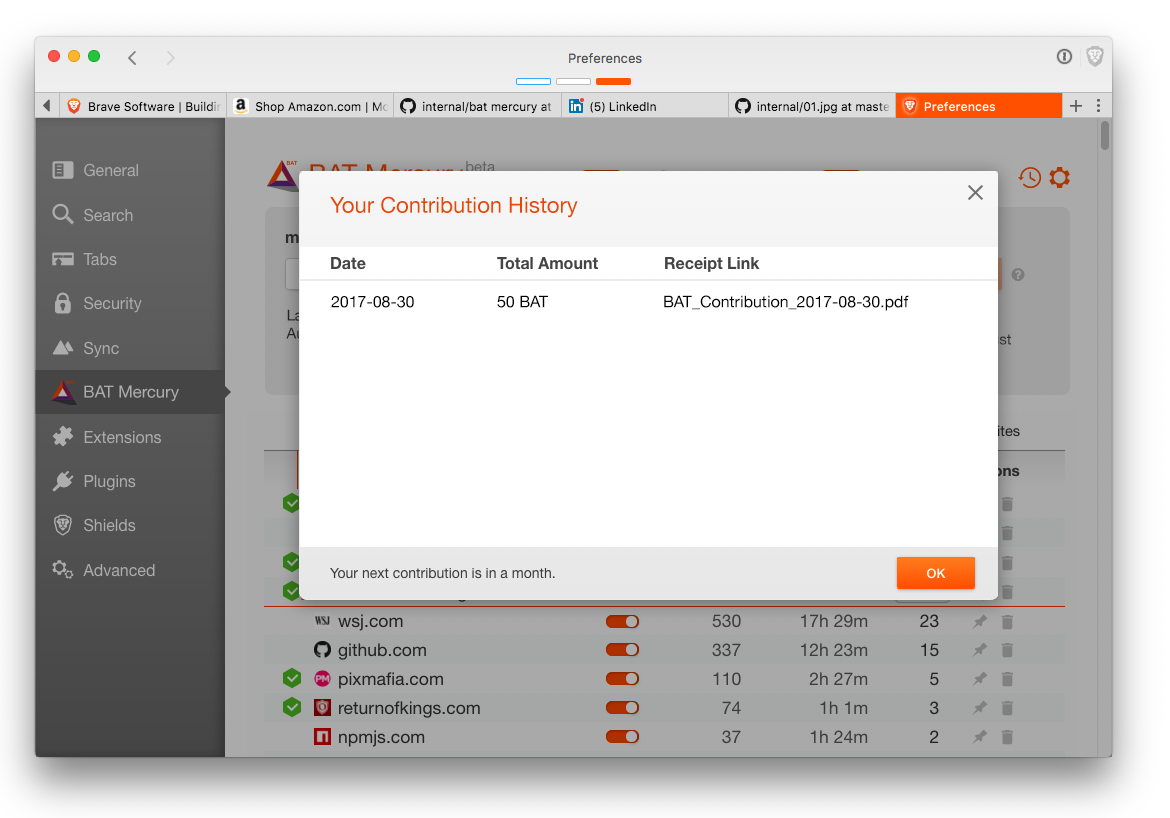 Preferences
Brave Software | Buildin
Shop Amazon.com | Mo
internal/bat mercury at
(5) LinkedIn
internal/01.jpg at maste
Preferences
General
Search
Tabs
Security
Sync
BAT Mercury
Extensions
Plugins
Shields
Advanced
BAT
BAT Mercury beta
Your Contribution History
Date Total Amount Receipt Link
2017-08-30 50 BAT BAT_Contribution_2017-08-30.pdf
Your next contribution is in a month.
OK
wsj.com 530 17h 29m 23
github.com 337 12h 23m 15
PM pixmafia.com 110 2h 27m 5
returnofkings.com 74 1h 1m 3
npmjs.com 37 1h 24m 2